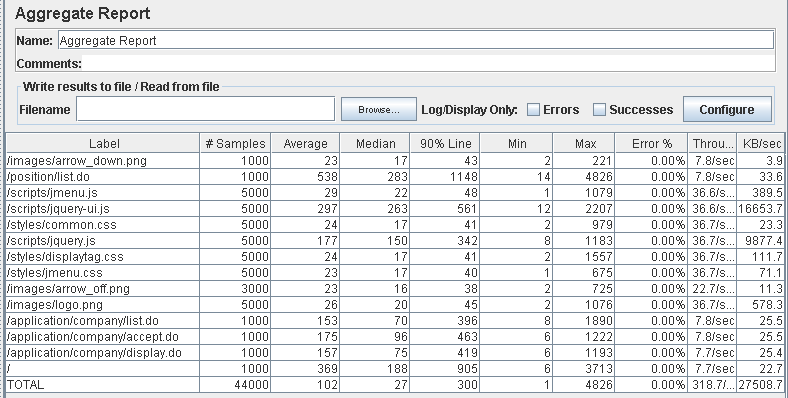 Aggregate Report
Name: Aggregate Report
Comments:
Write results to file / Read from file
Filename Browse... Log/Display Only: Errors Successes Configure
Label # Samples Average Median 90% Line Min Max Error % Throu... KB/sec
/images/arrow_down.png 1000 23 17 43 2 221 0.00% 7.8/sec 3.9
/position/list.do 1000 538 283 1148 14 4826 0.00% 7.8/sec 33.6
/scripts/jmenu.js 5000 29 22 48 1 1079 0.00% 36.6/s... 389.5
/scripts/jquery-ui.js 5000 297 263 561 12 2207 0.00% 36.6/s... 16653.7
/styles/common.css 5000 24 17 41 2 979 0.00% 36.7/s... 23.3
/scripts/jquery.js 5000 177 150 342 8 1183 0.00% 36.7/s... 9877.4
/styles/displaytag.css 5000 24 17 41 2 1557 0.00% 36.7/s... 111.7
/styles/jmenu.css 5000 23 17 40 1 675 0.00% 36.7/s... 71.1
/images/arrow_off.png 3000 23 16 38 2 725 0.00% 22.7/s... 11.3
/images/logo.png 5000 26 20 45 2 1076 0.00% 36.7/s... 578.3
/application/company/list.do 1000 153 70 396 8 1890 0.00% 7.8/sec 25.5
/application/company/accept.do 1000 175 96 463 6 1222 0.00% 7.8/sec 25.5
/application/company/display.do 1000 157 75 419 6 1193 0.00% 7.7/sec 25.4
/ 1000 369 188 905 6 3713 0.00% 7.7/sec 22.7
TOTAL 44000 102 27 300 1 4826 0.00% 318.7/... 27508.7